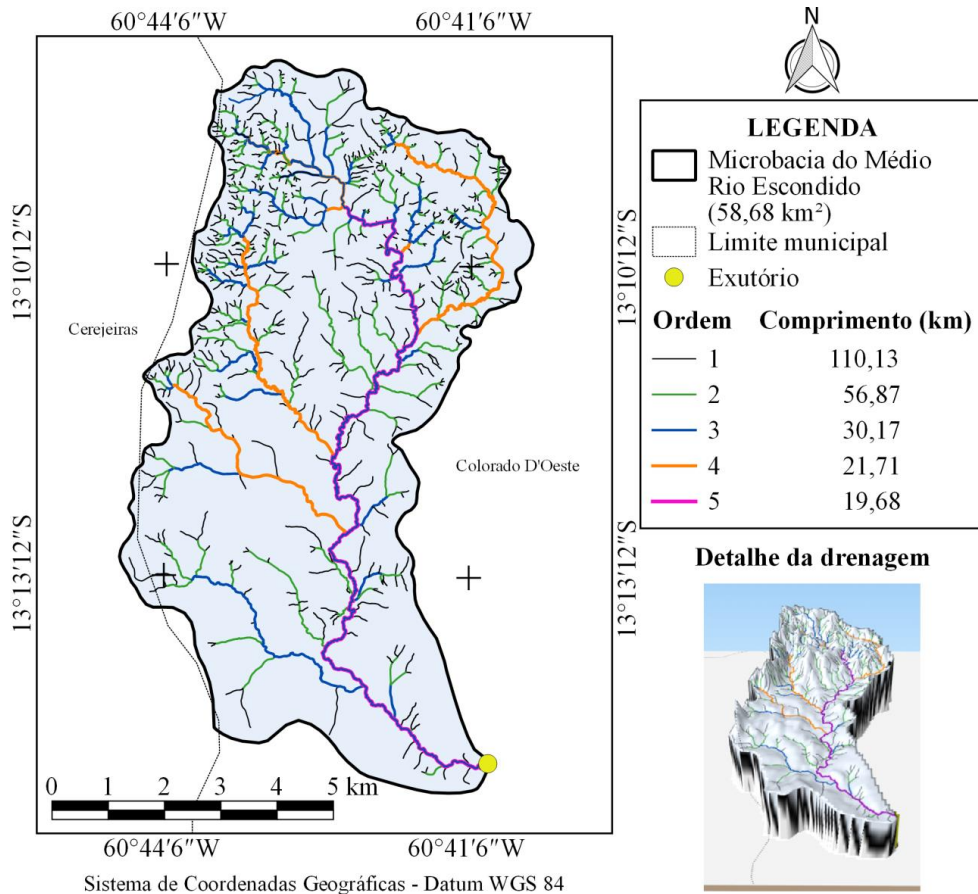 60°44'6"W 60°41'6"W
N
13°10'12"S
13°13'12"S
Cerejeiras
Colorado D'Oeste
0 1 2 3 4 5 km
60°44'6"W 60°41'6"W
Sistema de Coordenadas Geográficas - Datum WGS 84
13°10'12"S
13°13'12"S
LEGENDA
Microbacia do Médio
Rio Escondido
(58,68 km²)
Limite municipal
Exutório
Ordem Comprimento (km)
1 110,13
2 56,87
3 30,17
4 21,71
5 19,68
Detalhe da drenagem